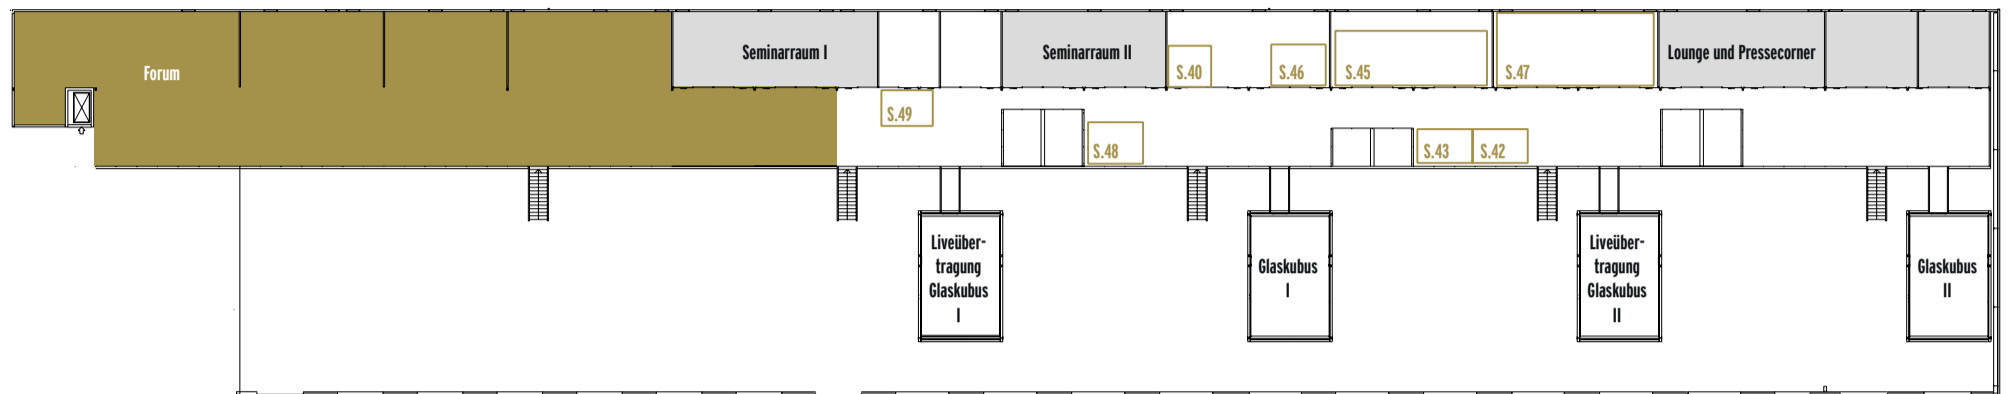 Forum
Seminarraum I
Seminarraum II
S.40
S.46
S.45
S.47
Lounge und Pressecorner
S.49
S.48
S.43
S.42
Liveüber-
tragung
Glaskubus
I
Glaskubus
I
Liveüber-
tragung
Glaskubus
II
Glaskubus
II